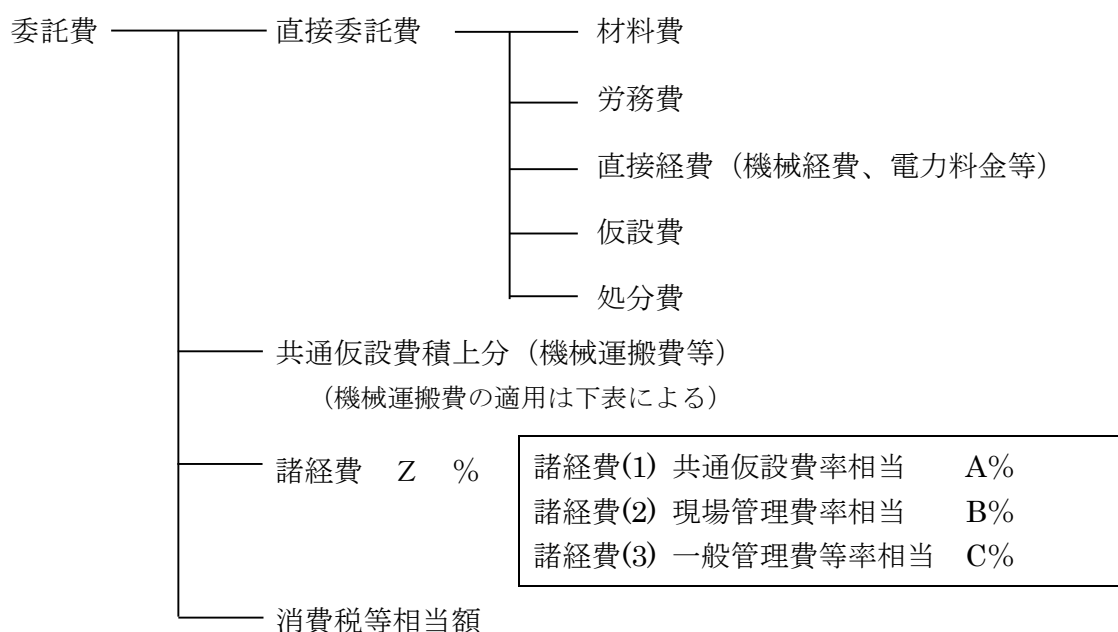 委託費 直接委託費 材料費
労務費
直接経費（機械経費、電力料金等）
仮設費
処分費
共通仮設費積上分（機械運搬費等）
（機械運搬費の適用は下表による）
諸経費 Z %
諸経費(1) 共通仮設費率相当 A%
諸経費(2) 現場管理費率相当 B%
諸経費(3) 一般管理費等率相当 C%
消費税等相当額